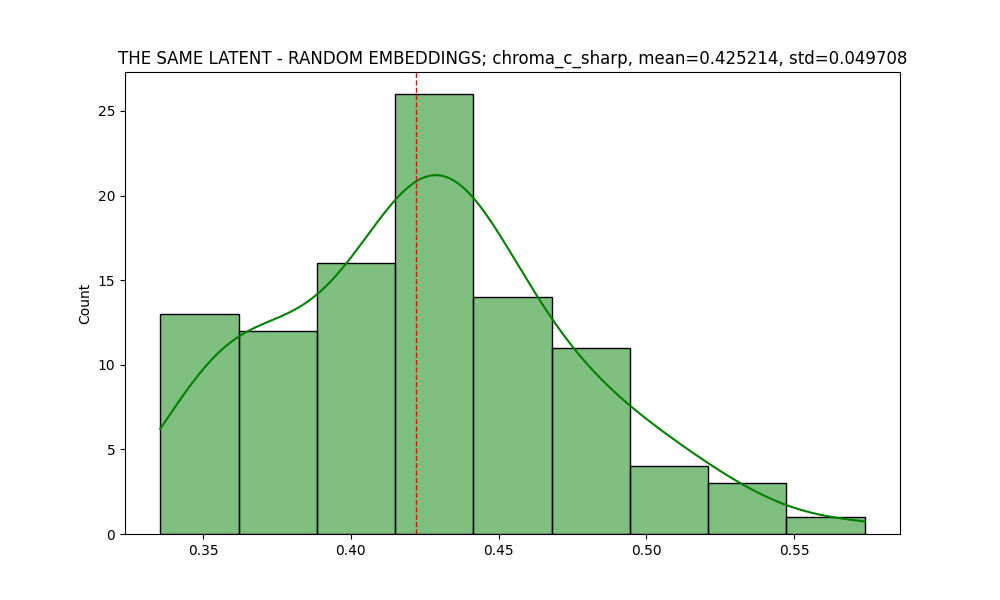 THE SAME LATENT - RANDOM EMBEDDINGS; chroma_c_sharp, mean=0.425214, std=0.049708
25
20
15
10
5
0
Count
0.35 0.40 0.45 0.50 0.55